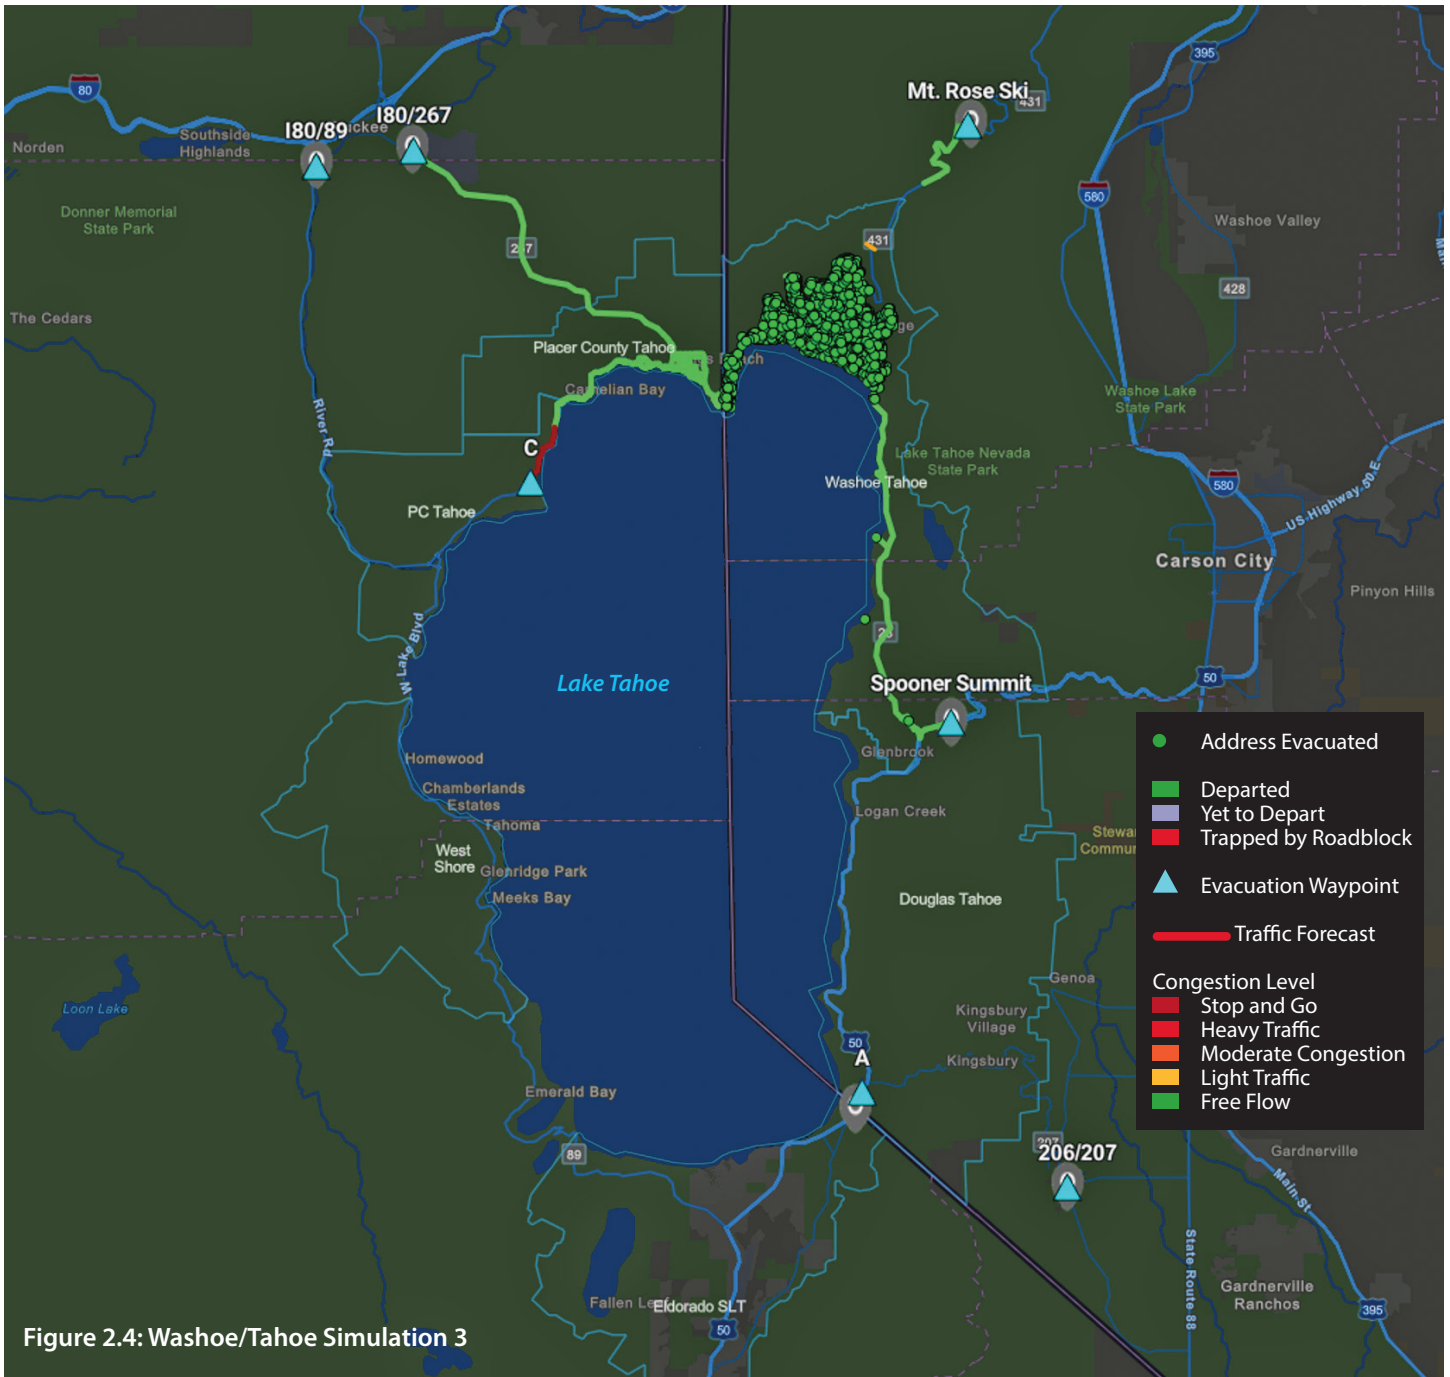 395
80
Mt. Rose Ski
431
I80/267
I80/89
Southside
Highlands
Norden
580
Donner Memorial
State Park
Washoe Valley
431
267
428
The Cedars
Placer County Tahoe
Carnelian Bay
Washoe Lake
State Park
River Rd
C
Lake Tahoe Nevada
State Park
Washoe Tahoe
580
US Highway 50 E
PC Tahoe
Carson City
Pinyon Hills
W Lake Blvd
28
Lake Tahoe
Spooner Summit
50
Glenbrook
Homewood
Chamberlands
Estates
Logan Creek
Tahoma
West
Shore
Glenridge Park
Meeks Bay
Douglas Tahoe
Genoa
Loon Lake
Kingsbury
Village
50
A
Kingsbury
Emerald Bay
89
207
206/207
Gardnerville
Main St
State Route 88
Gardnerville
Ranchos
Eldorado SLT
395
50
Address Evacuated
Departed
Yet to Depart
Trapped by Roadblock
Evacuation Waypoint
Traffic Forecast
Congestion Level
Stop and Go
Heavy Traffic
Moderate Congestion
Light Traffic
Free Flow
Figure 2.4: Washoe/Tahoe Simulation 3